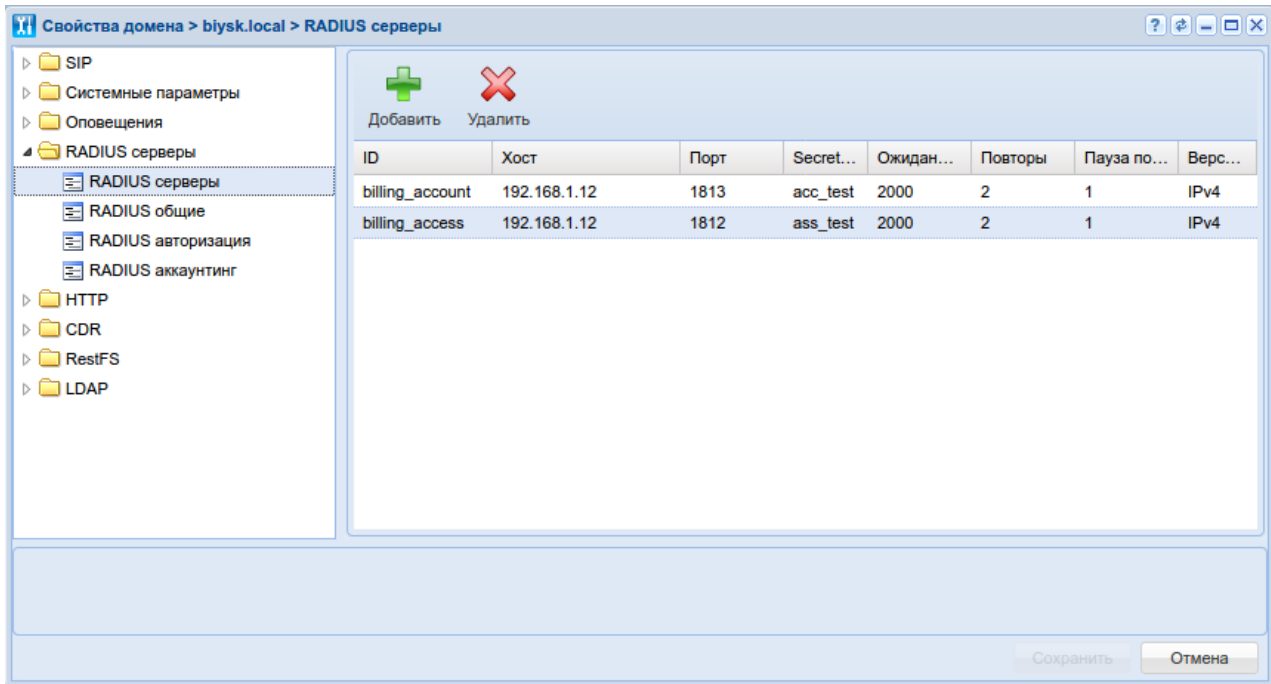 Свойства домена > biysk.local > RADIUS серверы
SIP
Системные параметры
Оповещения
RADIUS серверы
RADIUS серверы
RADIUS общие
RADIUS авторизация
RADIUS аккаунтинг
HTTP
CDR
RestFS
LDAP
Добавить Удалить
ID Хост Порт Secret... Ожидан... Повторы Пауза по... Верс...
billing_account 192.168.1.12 1813 acc_test 2000 2 1 IPv4
billing_access 192.168.1.12 1812 ass_test 2000 2 1 IPv4
Сохранить Отмена